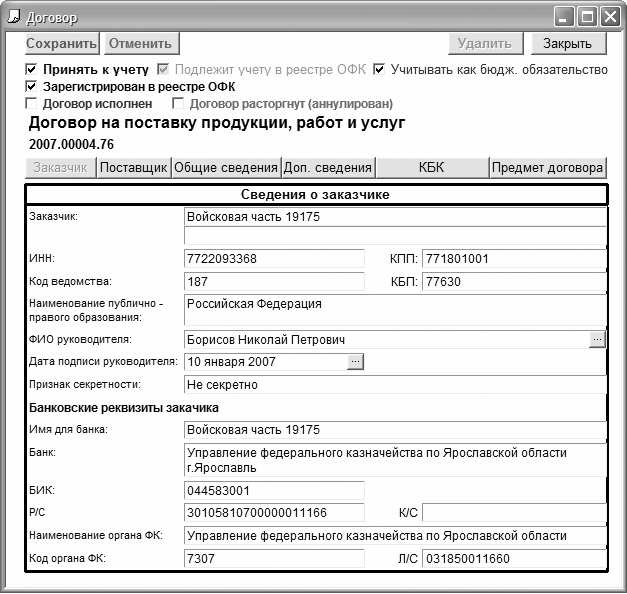 Договор
Сохранить Отменить Удалить Закрыть
Принять к учету Подлежит учету в реестре ОФК Учитывать как бюдж. обязательство
Зарегистрирован в реестре ОФК
Договор исполнен Договор расторгнут (аннулирован)
Договор на поставку продукции, работ и услуг
2007.00004.76
Заказчик Поставщик Общие сведения Доп. сведения КБК Предмет договора
Сведения о заказчике
Заказчик: Войсковая часть 19175
ИНН: 7722093368 КПП: 771801001
Код ведомства: 187 КБП: 77630
Наименование публично - Российская Федерация
правого образования:
ФИО руководителя: Борисов Николай Петрович ...
Дата подписи руководителя: 10 января 2007 ...
Признак секретности: Не секретно
Банковские реквизиты закачика
Имя для банка: Войсковая часть 19175
Банк: Управление федерального казначейства по Ярославской области
г.Ярославль
БИК: 044583001
Р/С 30105810700000011166 К/С
Наименование органа ФК: Управление федерального казначейства по Ярославской области
Код органа ФК: 7307 Л/С 031850011660